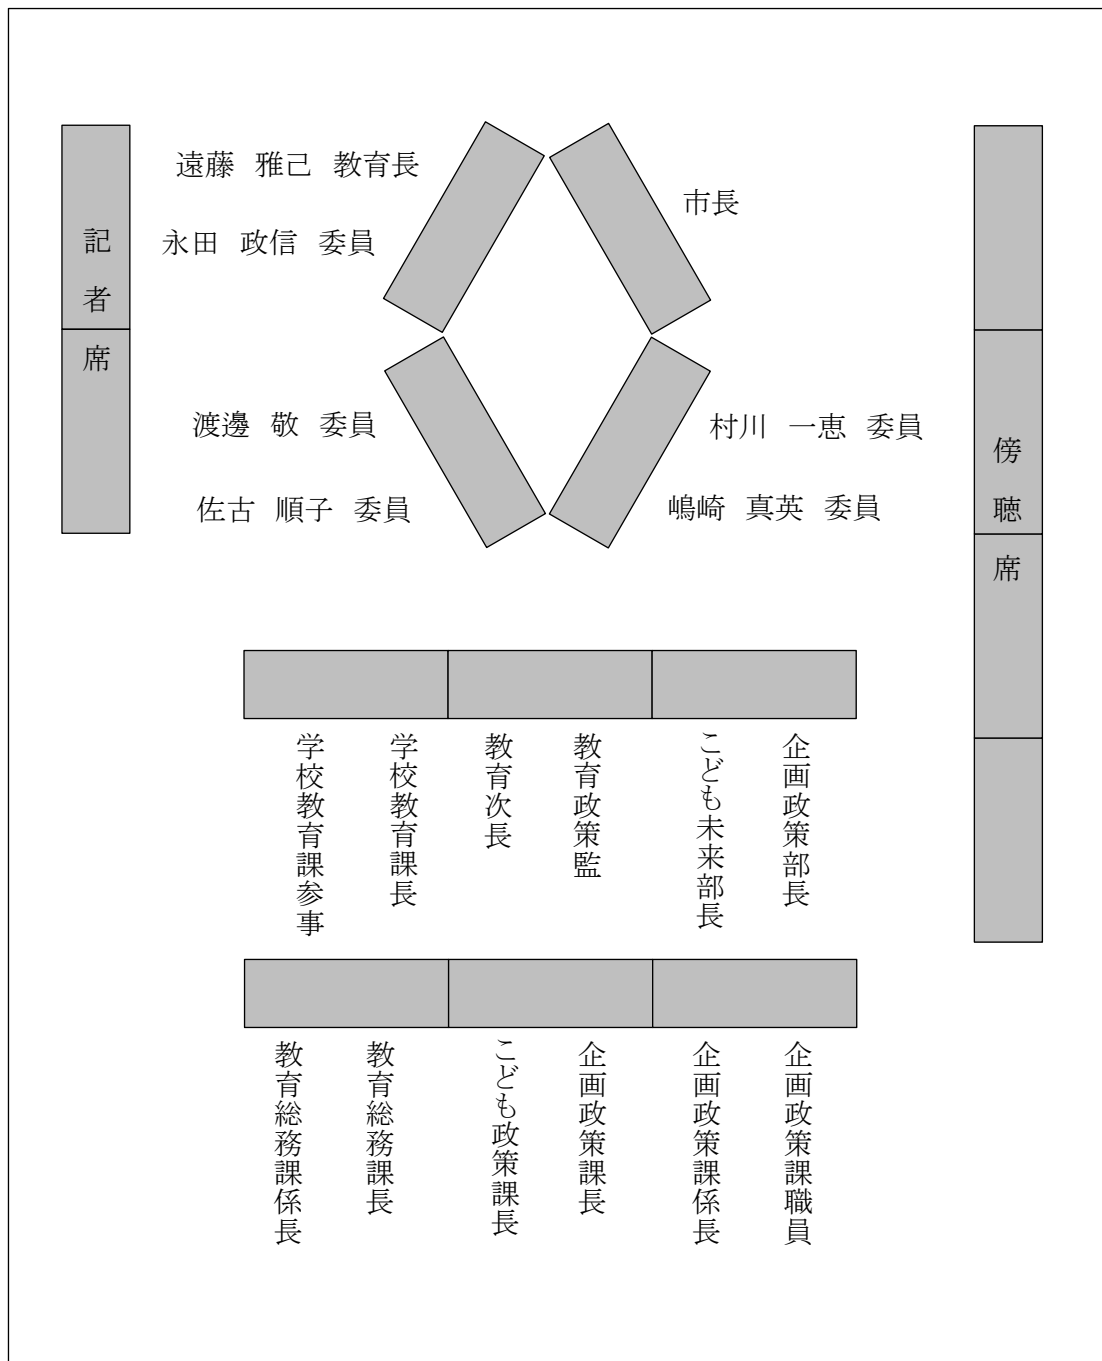 遠藤 雅己 教育長
市長
永田 政信 委員
記者席
渡邊 敬 委員
村川 一恵 委員
佐古 順子 委員
嶋崎 真英 委員
傍聴席
学校教育課参事
学校教育課長
教育次長
教育政策監
こども未来部長
企画政策部長
教育総務課係長
教育総務課長
こども政策課長
企画政策課長
企画政策課係長
企画政策課職員